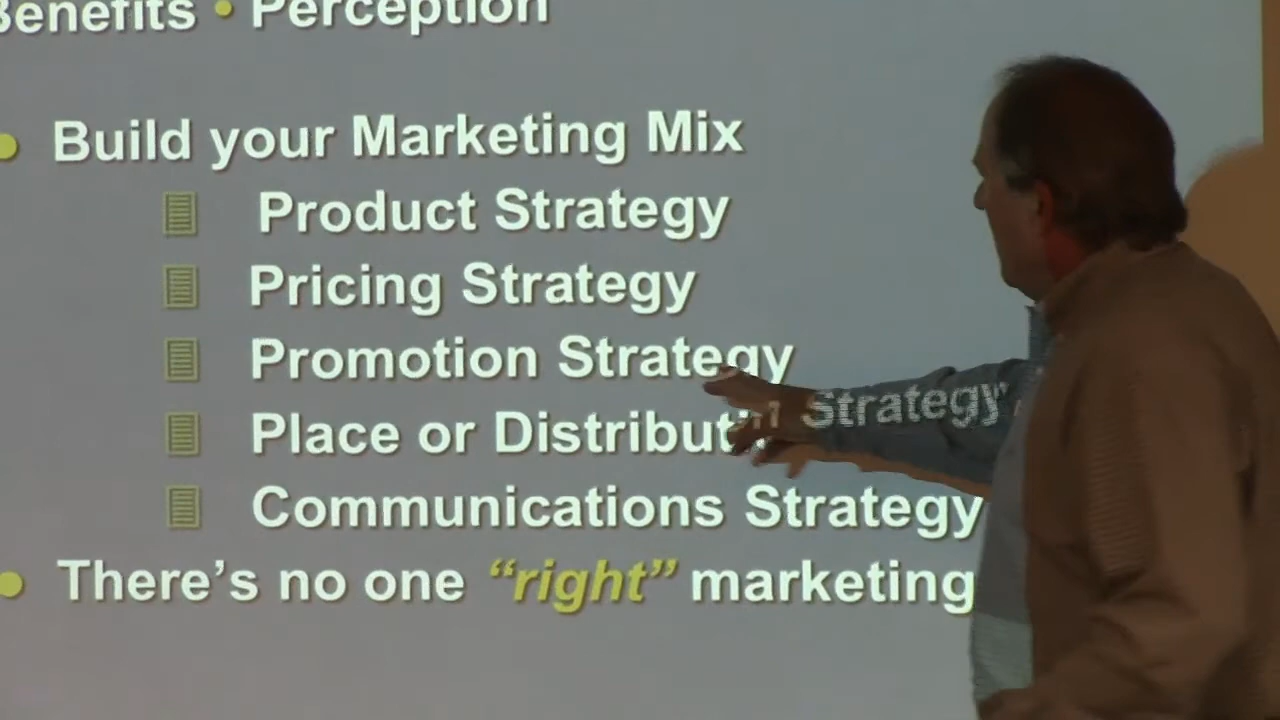 Benefits • Perception
• Build your Marketing Mix
Product Strategy
Pricing Strategy
Promotion Strategy
Place or Strategy
Communications Strategy
• There's no one “right” marketing